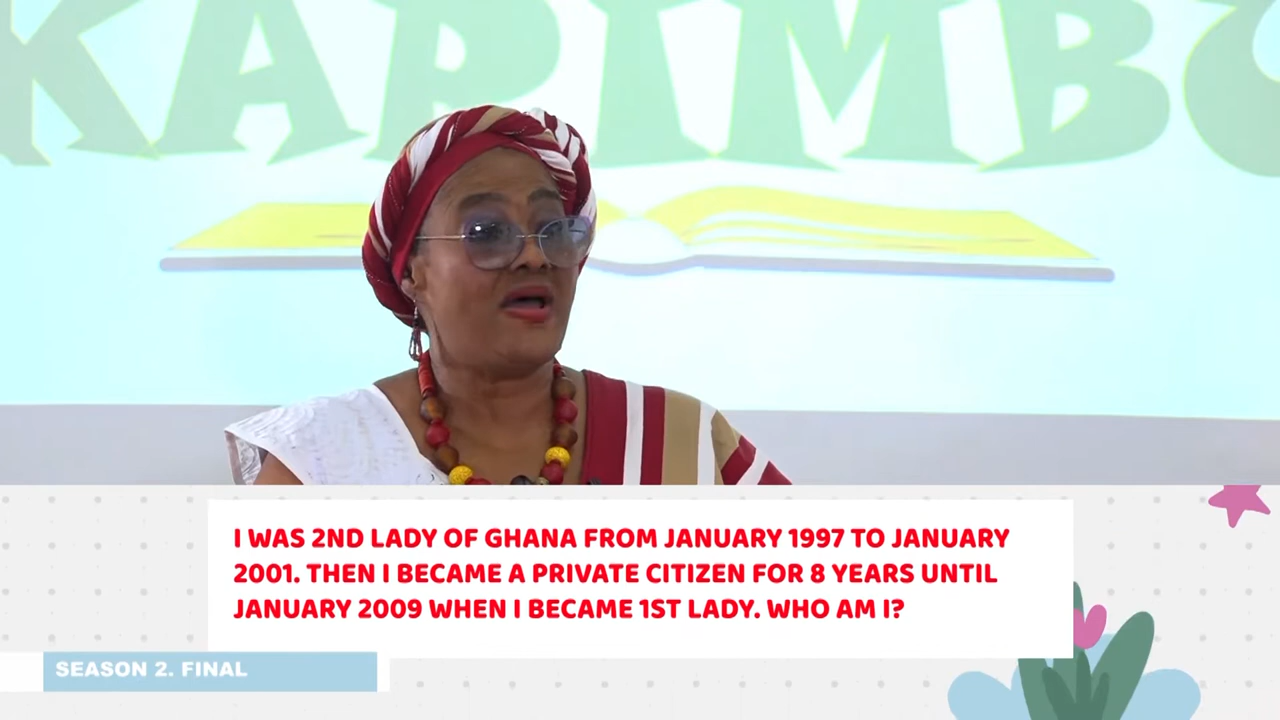 I WAS 2ND LADY OF GHANA FROM JANUARY 1997 TO JANUARY
2001. THEN I BECAME A PRIVATE CITIZEN FOR 8 YEARS UNTIL
JANUARY 2009 WHEN I BECAME 1ST LADY. WHO AM I?
SEASON 2. FINAL